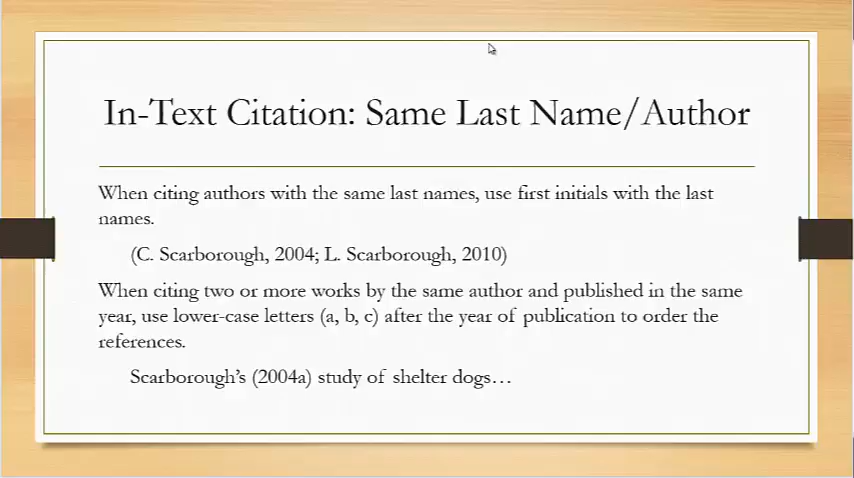 In-Text Citation: Same Last Name/Author
When citing authors with the same last names, use first initials with the last
names.
(C. Scarborough, 2004; L. Scarborough, 2010)
When citing two or more works by the same author and published in the same
year, use lower-case letters (a, b, c) after the year of publication to order the
references.
Scarborough’s (2004a) study of shelter dogs…